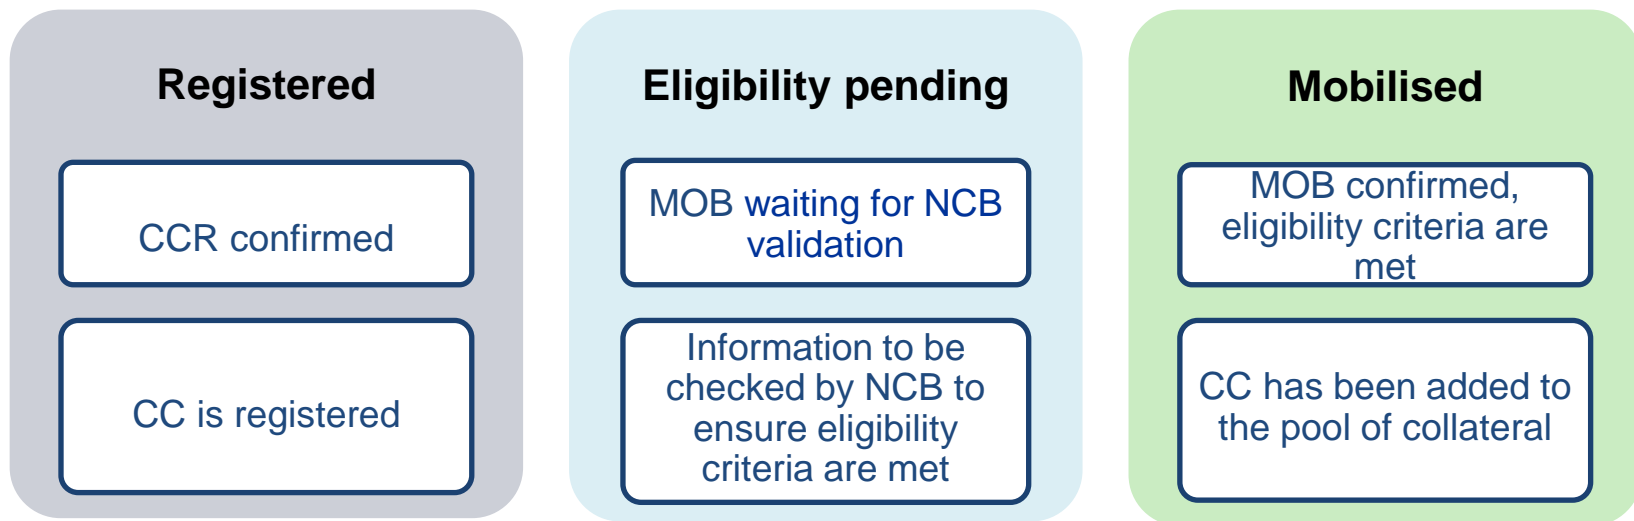 Registered
CCR confirmed
CC is registered
Eligibility pending
MOB waiting for NCB
validation
Information to be
checked by NCB to
ensure eligibility
criteria are met
Mobilised
MOB confirmed,
eligibility criteria are
met
CC has been added to
the pool of collateral